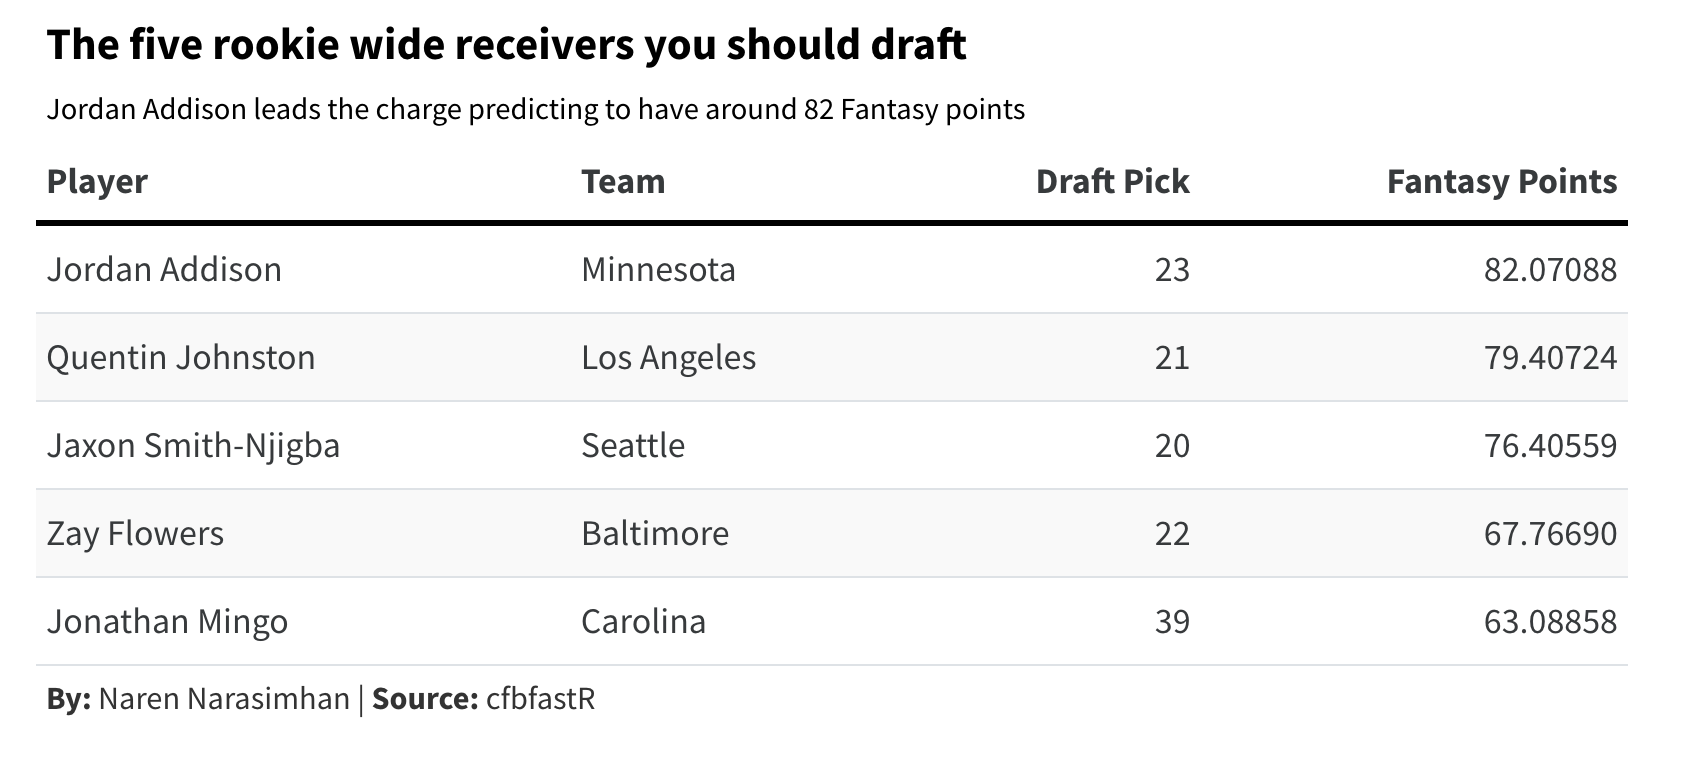 The five rookie wide receivers you should draft
Jordan Addison leads the charge predicting to have around 82 Fantasy points
Player Team Draft Pick Fantasy Points
Jordan Addison Minnesota 23 82.07088
Quentin Johnston Los Angeles 21 79.40724
Jaxon Smith-Njigba Seattle 20 76.40559
Zay Flowers Baltimore 22 67.76690
Jonathan Mingo Carolina 39 63.08858
By: Naren Narasimhan | Source: cfbfastR